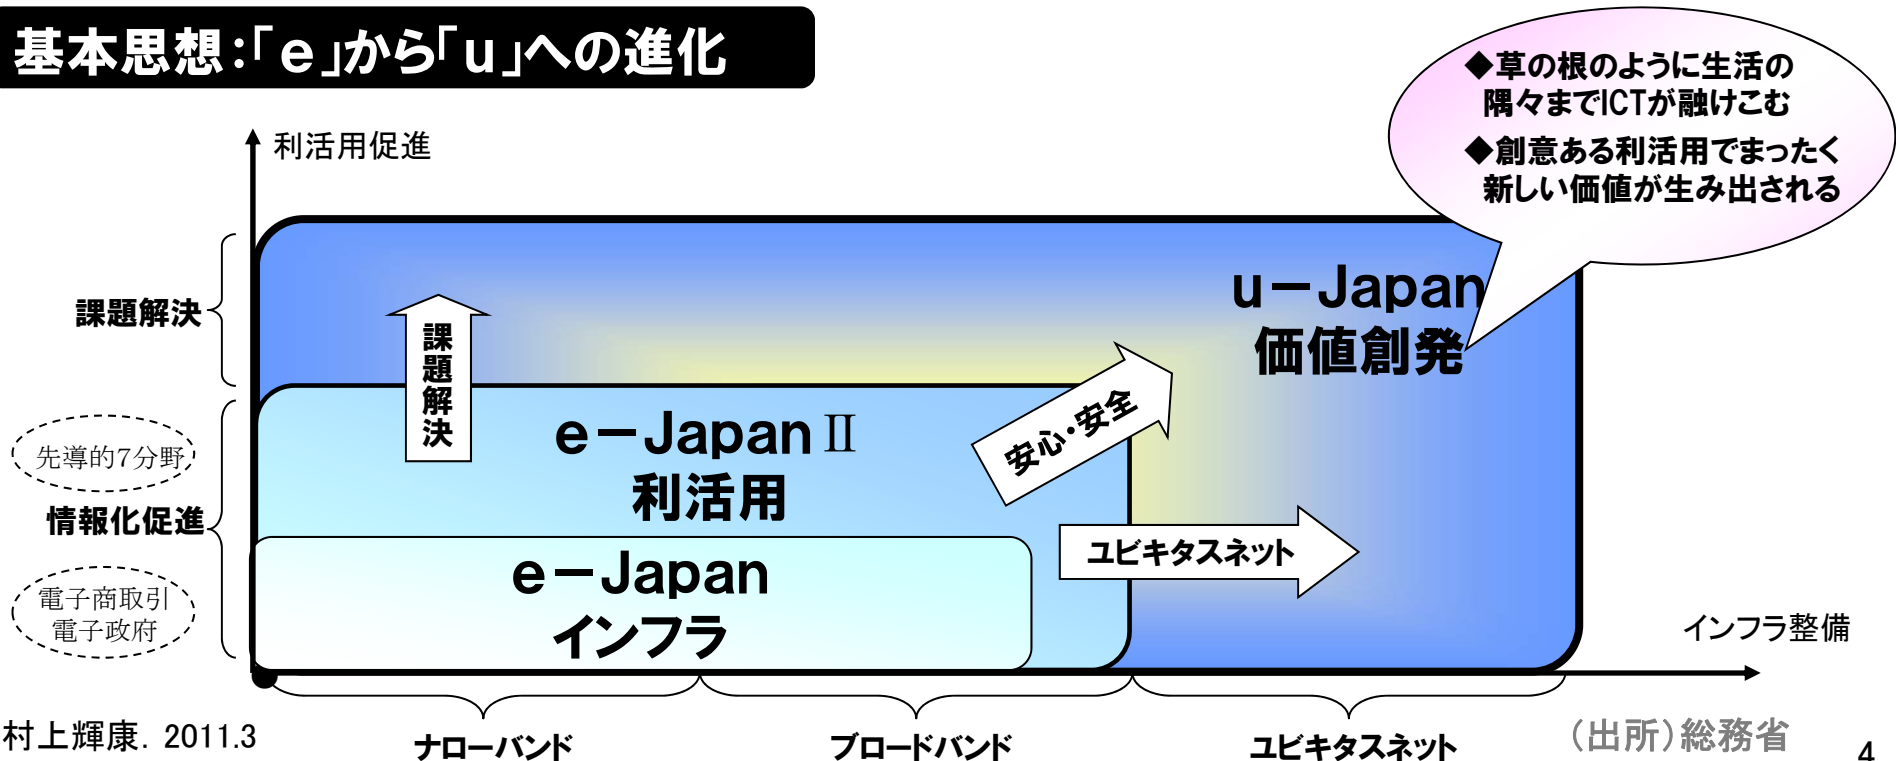 基本思想：「e」から「u」への進化
◆草の根のように生活の
隅々までICTが融けこむ
◆創意ある利活用でまったく
新しい価値が生み出される
利活用促進
u－Japan
価値創発
課題解決
課題解決
安心・安全
e－JapanⅡ
利活用
先導的7分野
情報化促進
ユビキタスネット
e－Japan
インフラ
電子商取引
電子政府
インフラ整備
ナローバンド
ブロードバンド
ユビキタスネット
村上輝康．2011.3
（出所）総務省
4